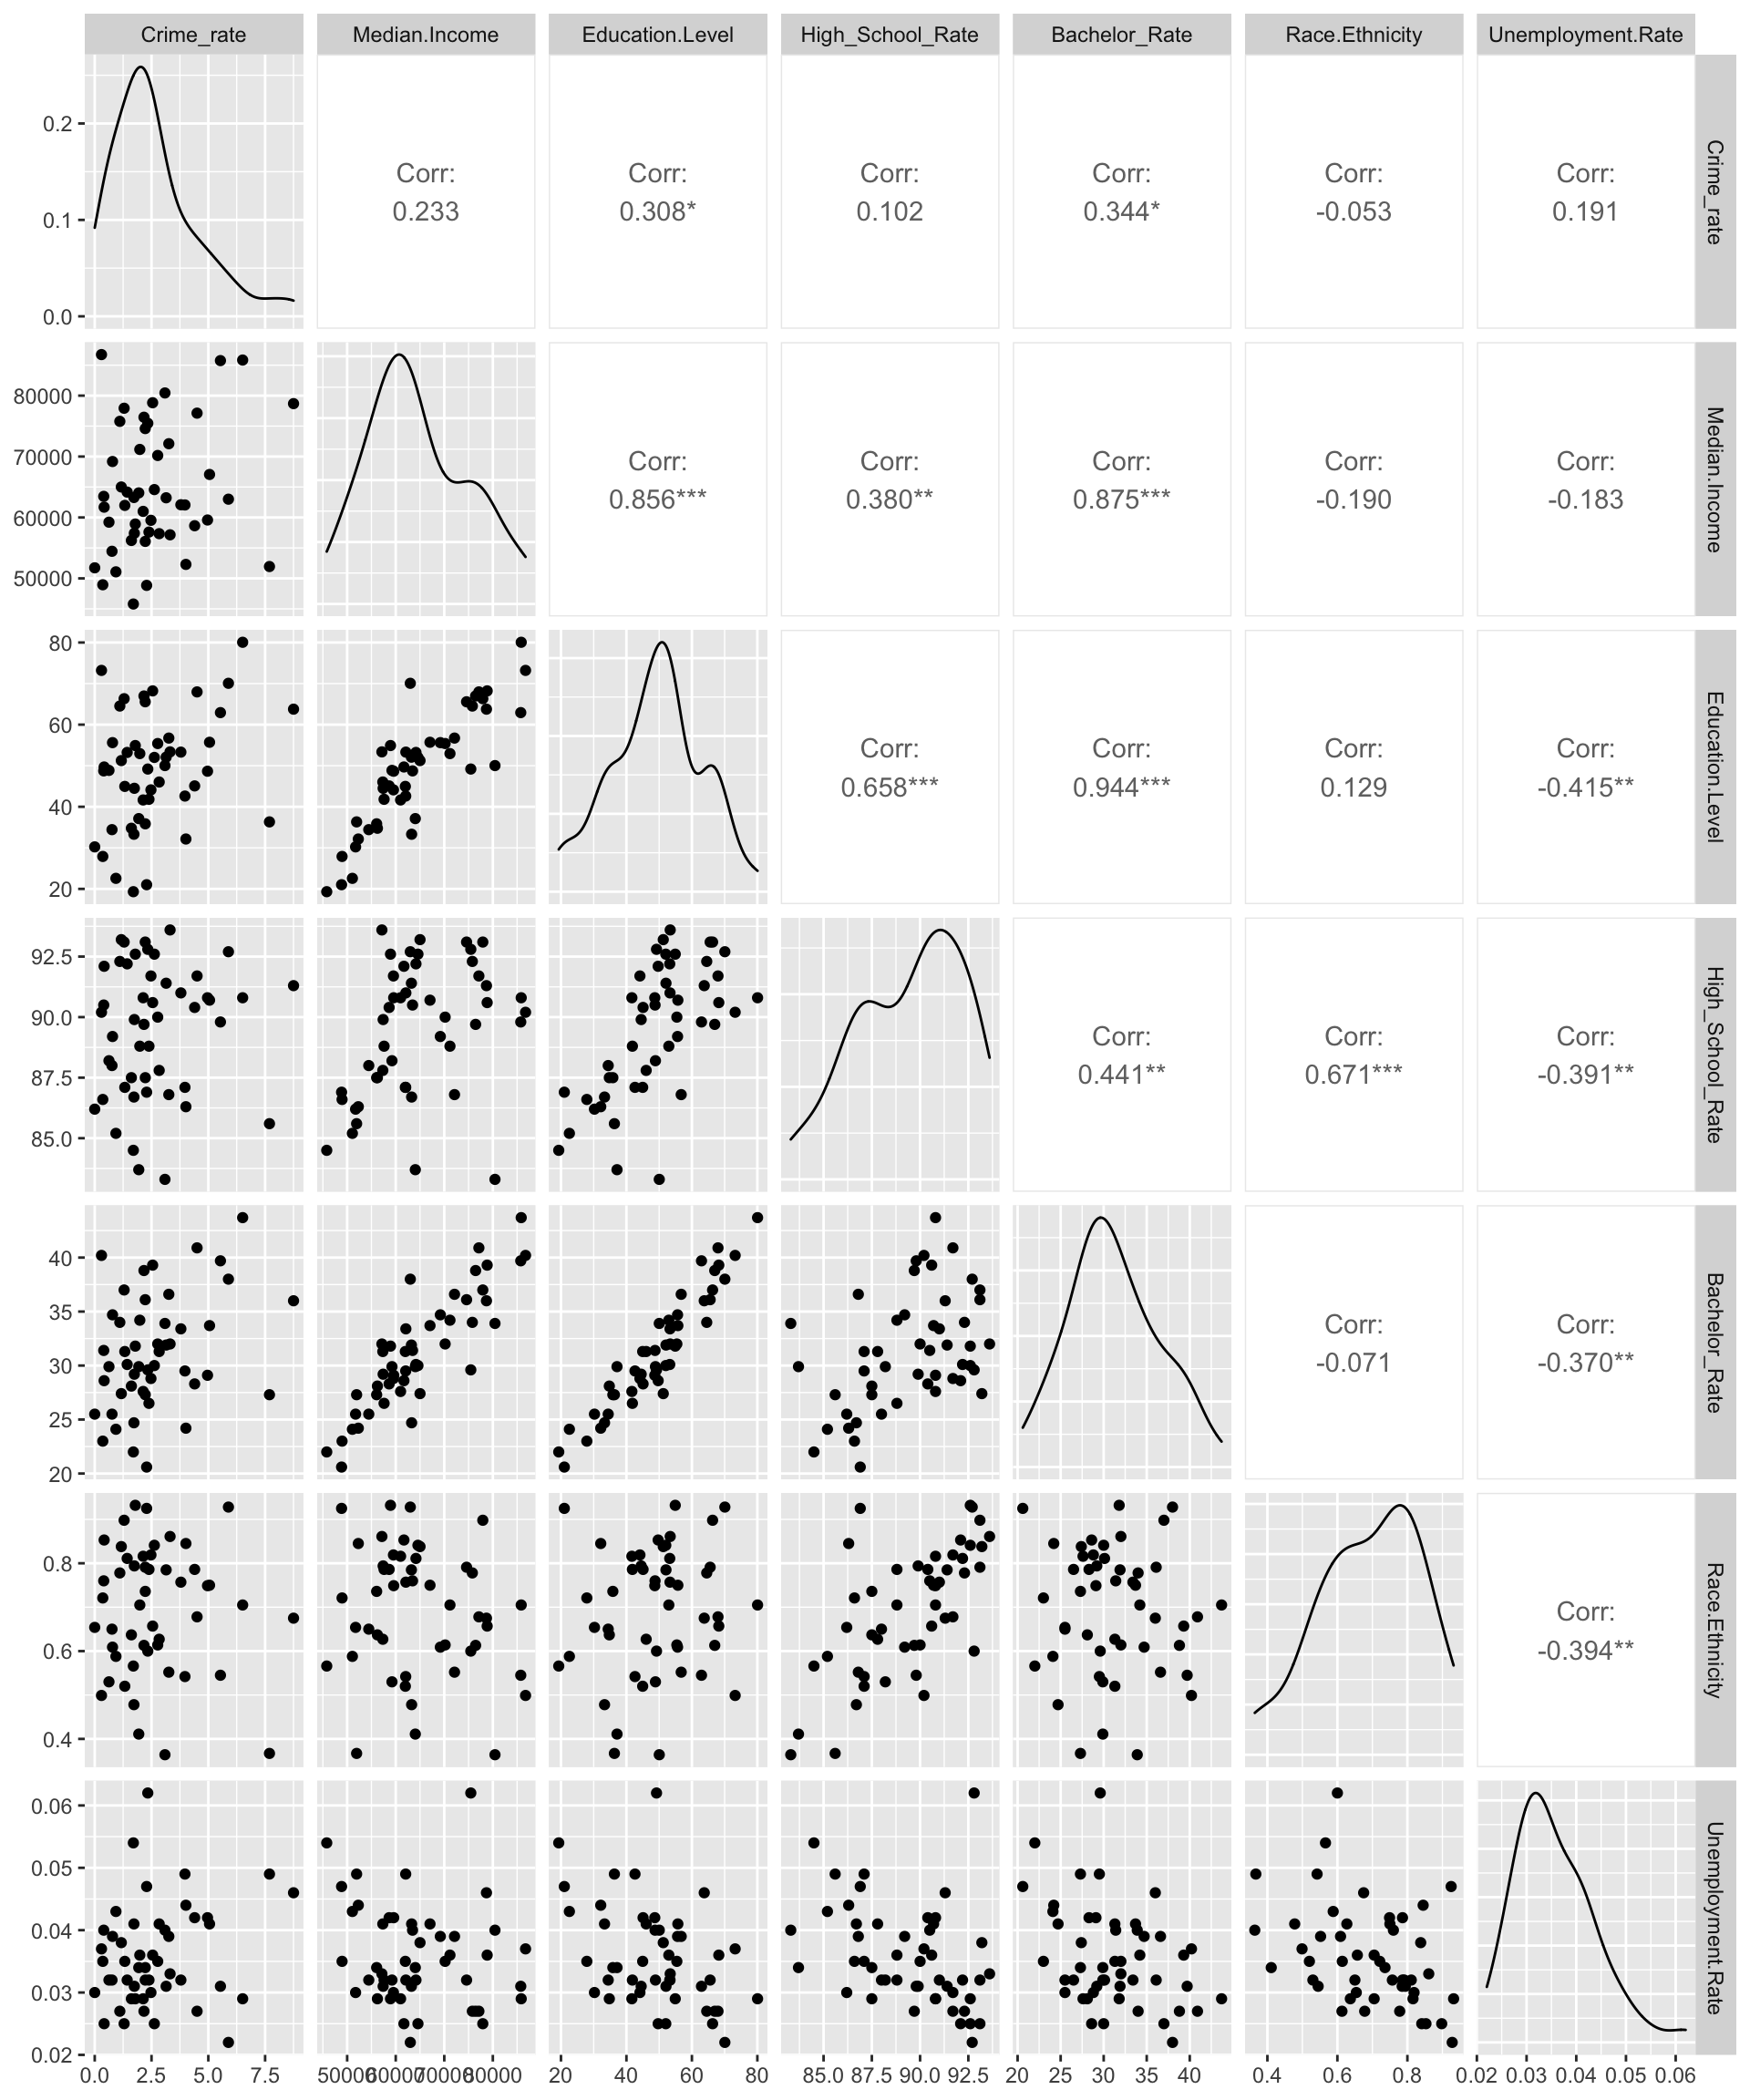 Crime_rate Median.Income Education.Level High_School_Rate Bachelor_Rate Race.Ethnicity Unemployment.Rate
0.2
0.1
0.0
Corr:
0.233
Corr:
0.308*
Corr:
0.102
Corr:
0.344*
Corr:
-0.053
Corr:
0.191
Crime_rate
80000
70000
60000
50000
Corr:
0.856***
Corr:
0.380**
Corr:
0.875***
Corr:
-0.190
Corr:
-0.183
Median.Income
80
60
40
20
Corr:
0.658***
Corr:
0.944***
Corr:
0.129
Corr:
-0.415**
Education.Level
92.5
90.0
87.5
85.0
Corr:
0.441**
Corr:
0.671***
Corr:
-0.391**
High_School_Rate
40
35
30
25
20
Corr:
-0.071
Corr:
-0.370**
Bachelor_Rate
0.8
0.6
0.4
Corr:
-0.394**
Race.Ethnicity
0.06
0.05
0.04
0.03
0.02
Unemployment.Rate
0.0 2.5 5.0 7.5 50000 60000 70000 80000 20 40 60 80 85.0 87.5 90.0 92.5 20 30 40 0.4 0.6 0.8 0.02 0.03 0.04 0.05 0.06